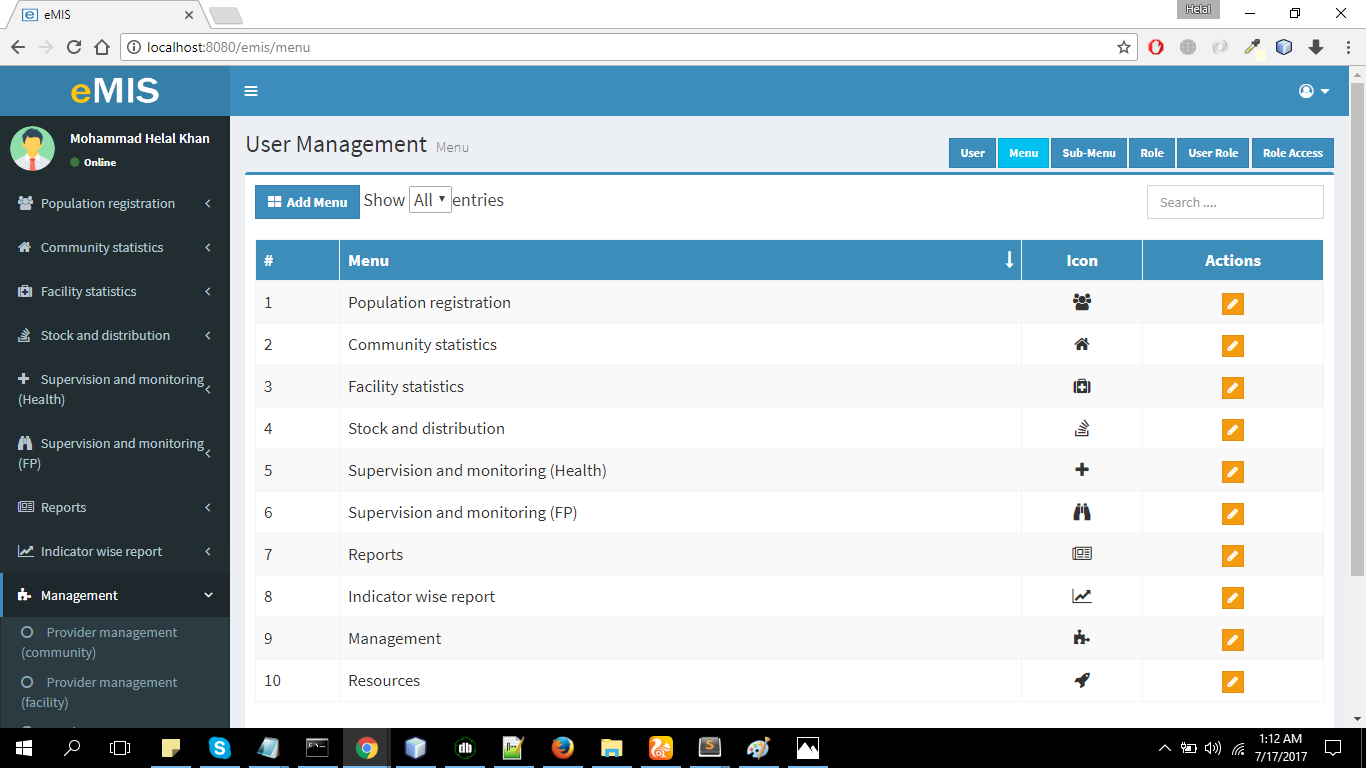 eMIS
Helal
localhost:8080/emis/menu
eMIS
Mohammad Helal Khan
Online
Population registration
Community statistics
Facility statistics
Stock and distribution
Supervision and monitoring
(Health)
Supervision and monitoring
(FP)
Reports
Indicator wise report
Management
Provider management
(community)
Provider management
(facility)
User Management Menu
User Menu Sub-Menu Role User Role Role Access
Add Menu Show All entries
Search ....
# Menu Icon Actions
1 Population registration
2 Community statistics
3 Facility statistics
4 Stock and distribution
5 Supervision and monitoring (Health)
6 Supervision and monitoring (FP)
7 Reports
8 Indicator wise report
9 Management
10 Resources
1:12 AM
7/17/2017